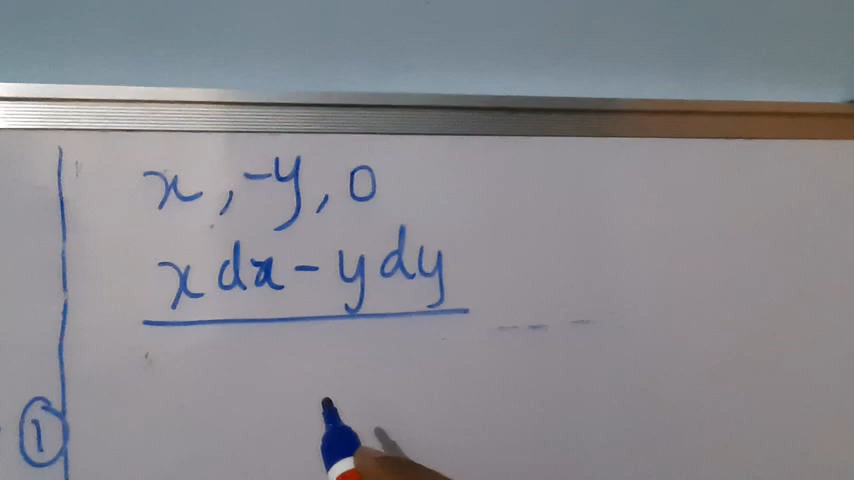 x, -y, 0
x dx - y dy
①